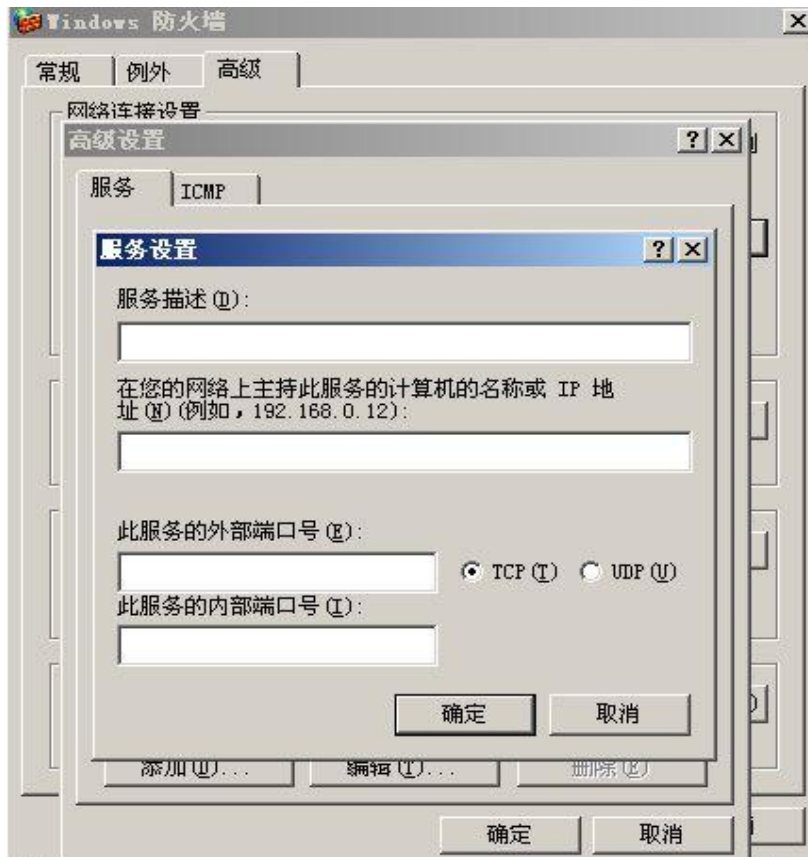 Windows 防火墙
常规 例外 高级
网络连接设置
高级设置
服务 ICMP
服务设置
服务描述(D):
在您的网络上主持此服务的计算机的名称或 IP 地
址(N)(例如，192.168.0.12):
此服务的外部端口号(E):
TCP(T) UDP(U)
此服务的内部端口号(I):
确定 取消
添加(D)... 编辑(T)... 删除(E)
确定 取消